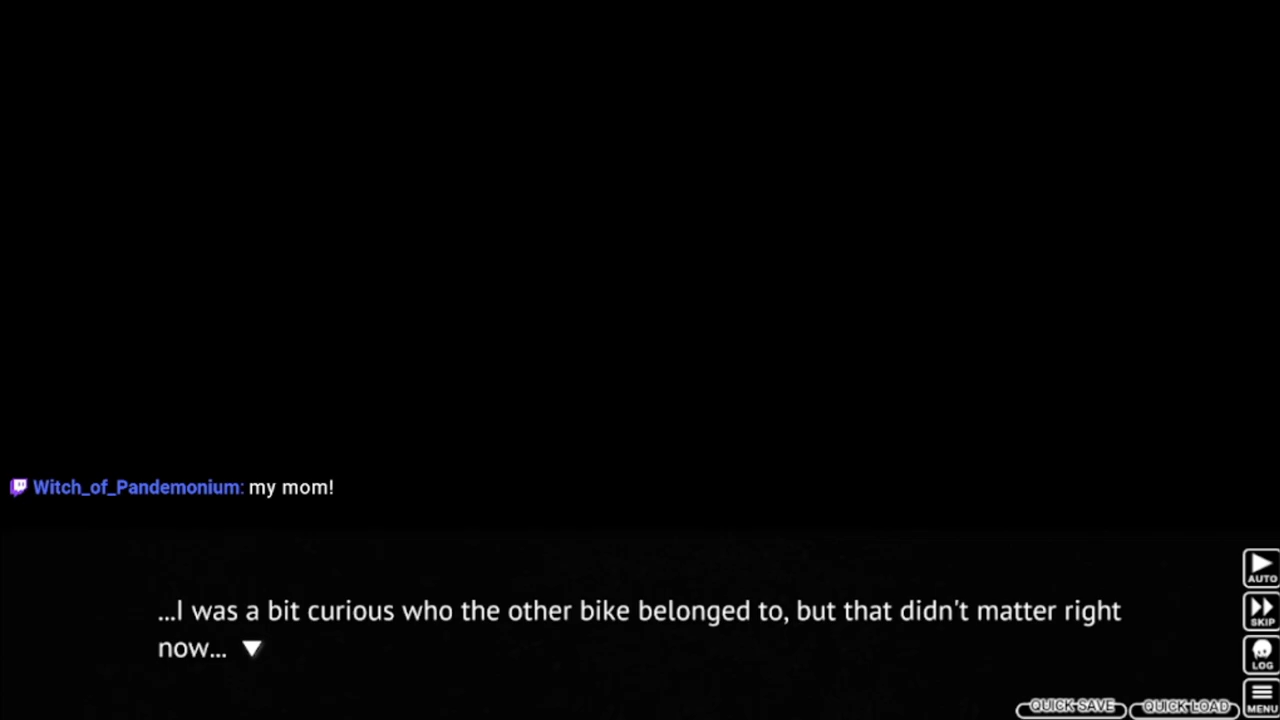 Witch_of_Pandemonium: my mom!
...I was a bit curious who the other bike belonged to, but that didn't matter right
now...
AUTO
SKIP
LOG
MENU
QUICK SAVE
QUICK LOAD